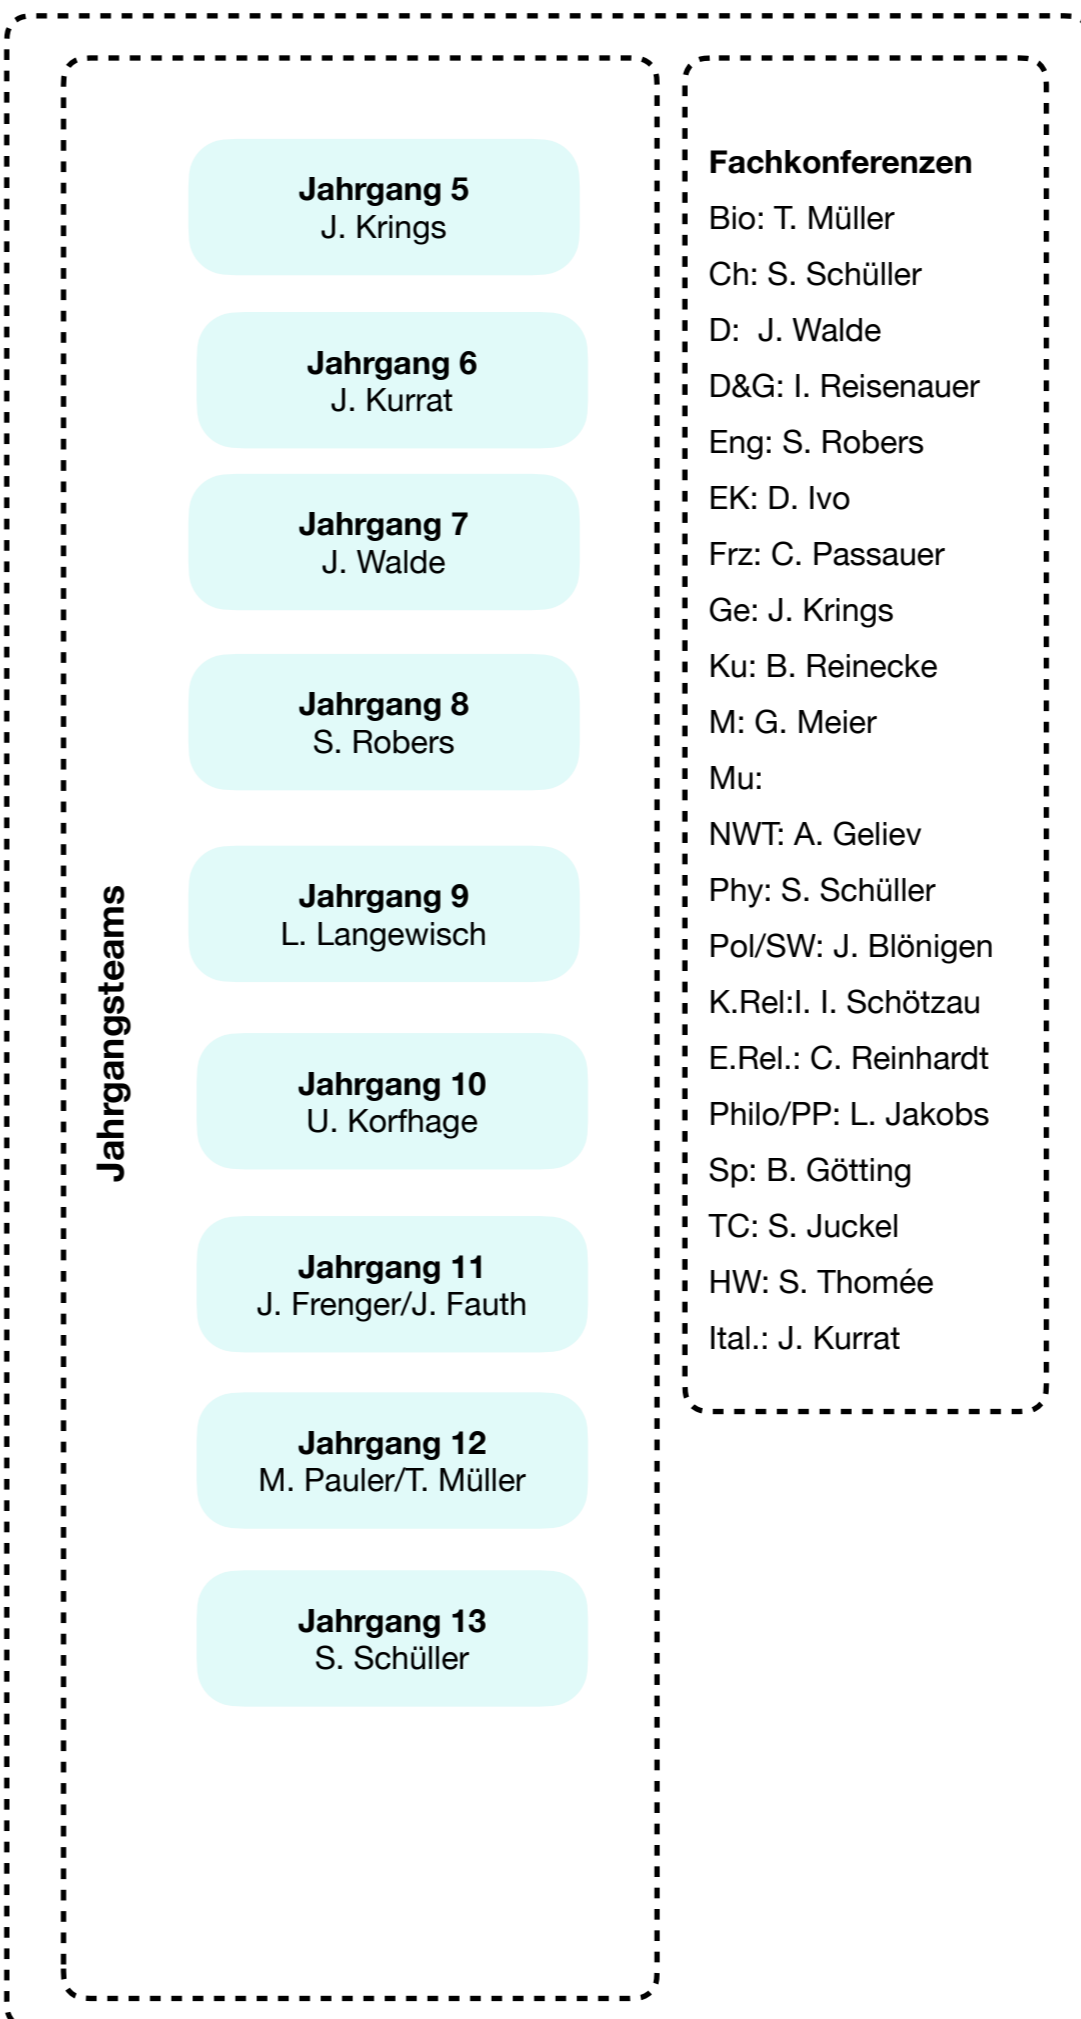 Jahrgangsteams
Jahrgang 5
J. Krings
Jahrgang 6
J. Kurrat
Jahrgang 7
J. Walde
Jahrgang 8
S. Robers
Jahrgang 9
L. Langewisch
Jahrgang 10
U. Korfhage
Jahrgang 11
J. Frenger/J. Fauth
Jahrgang 12
M. Pauler/T. Müller
Jahrgang 13
S. Schüller
Fachkonferenzen
Bio: T. Müller
Ch: S. Schüller
D:  J. Walde
D&G: I. Reisenauer
Eng: S. Robers
EK: D. Ivo
Frz: C. Passauer
Ge: J. Krings
Ku: B. Reinecke
M: G. Meier
Mu:
NWT: A. Geliev
Phy: S. Schüller
Pol/SW: J. Blönigen
K.Rel:I. I. Schötzau
E.Rel.: C. Reinhardt
Philo/PP: L. Jakobs
Sp: B. Götting
TC: S. Juckel
HW: S. Thomée
Ital.: J. Kurrat